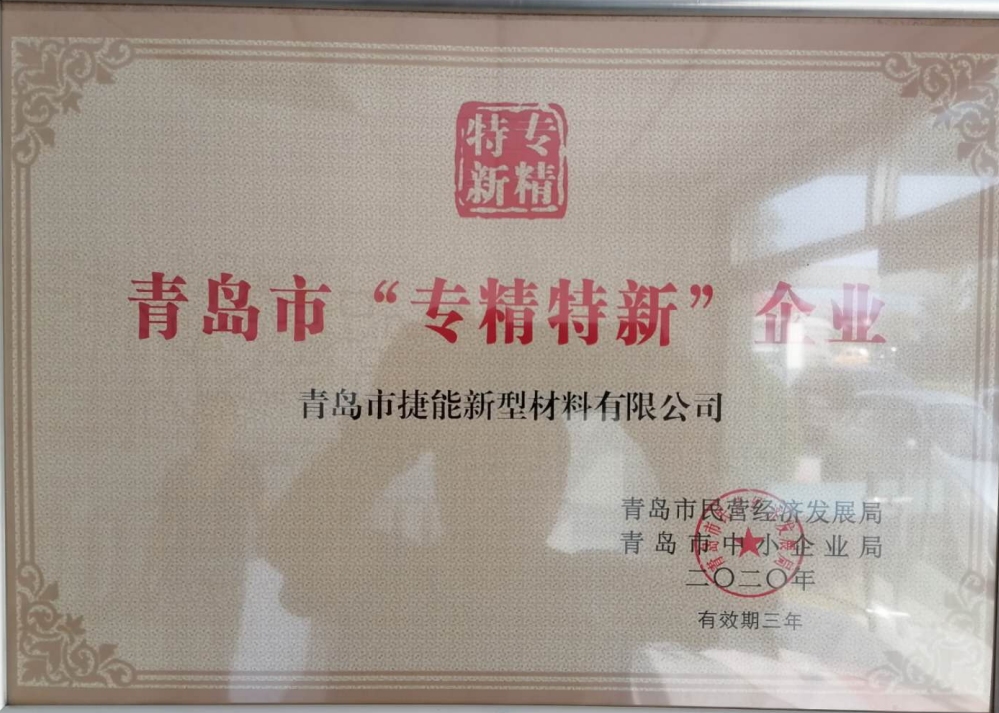 专精
特新
青岛市“专精特新”企业
青岛市捷能新型材料有限公司
青岛市民营经济发展局
青岛市中小企业局
二〇二〇年
有效期三年